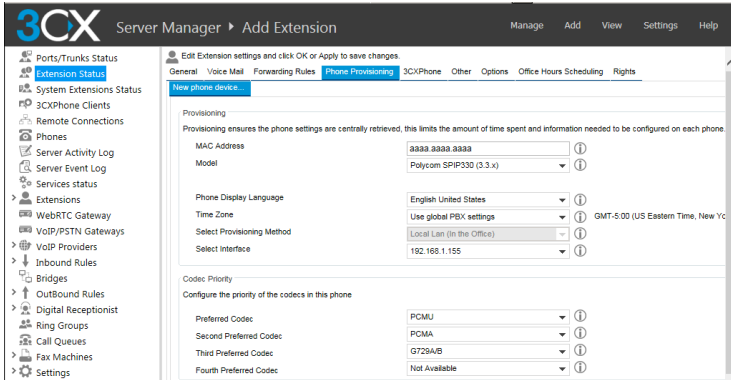 3CX Server Manager Add Extension Manage Add View Settings Help
Ports/Trunks Status
Extension Status
System Extensions Status
3CXPhone Clients
Remote Connections
Phones
Server Activity Log
Server Event Log
Services status
Extensions
WebRTC Gateway
VoIP/PSTN Gateways
VoIP Providers
Inbound Rules
Bridges
OutBound Rules
Digital Receptionist
Ring Groups
Call Queues
Fax Machines
Settings
Edit Extension settings and click OK or Apply to save changes.
General Voice Mail Forwarding Rules Phone Provisioning 3CXPhone Other Options Office Hours Scheduling Rights
New phone device...
Provisioning
Provisioning ensures the phone settings are centrally retrieved, this limits the amount of time spent and information needed to be configured on each phone.
MAC Address aaaa.aaaa.aaaa
Model Polycom SPIP330 (3.3.x)
Phone Display Language English United States
Time Zone Use global PBX settings GMT-5:00 (US Eastern Time, New Yo
Select Provisioning Method Local Lan (In the Office)
Select Interface 192.168.1.155
Codec Priority
Configure the priority of the codecs in this phone
Preferred Codec PCMU
Second Preferred Codec PCMA
Third Preferred Codec G729A/B
Fourth Preferred Codec Not Available